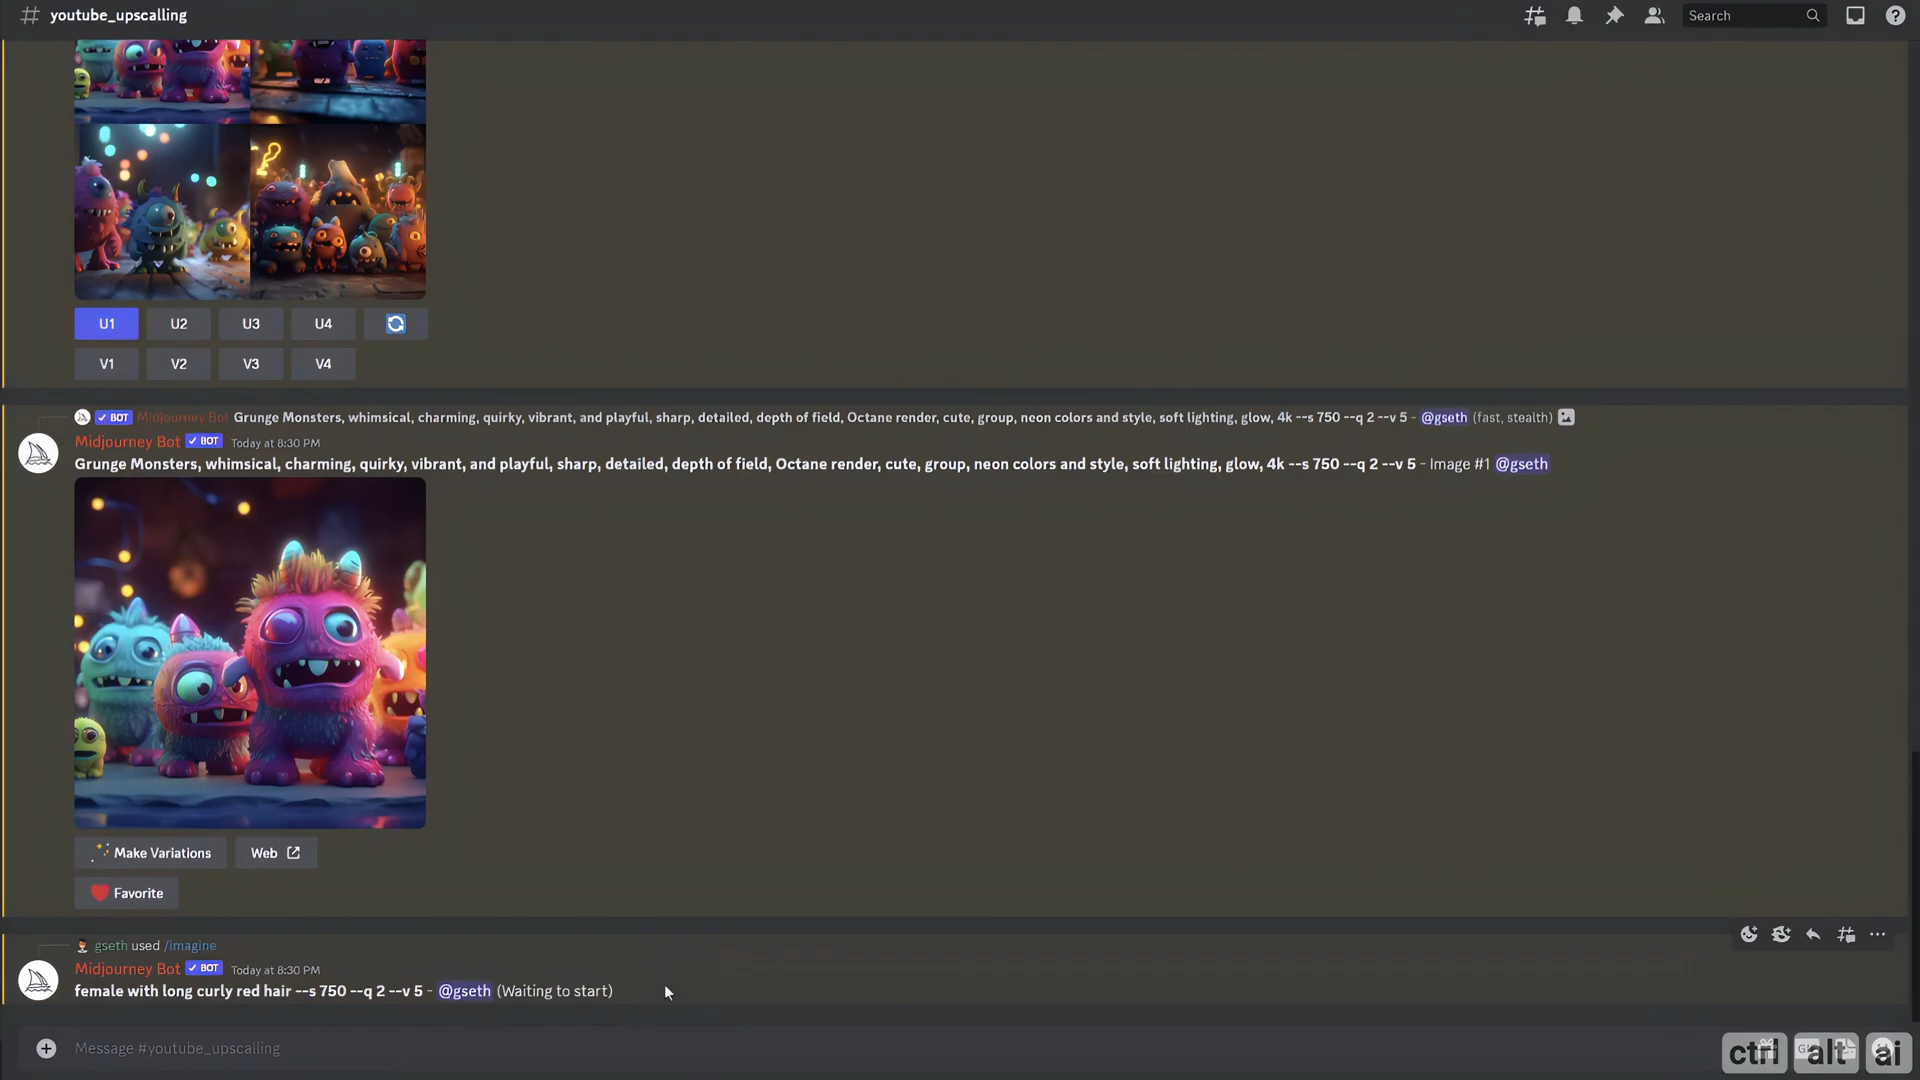 youtube_upscalling
Search
U1 U2 U3 U4
V1 V2 V3 V4
BOT Midjourney Bot Grunge Monsters, whimsical, charming, quirky, vibrant, and playful, sharp, detailed, depth of field, Octane render, cute, group, neon colors and style, soft lighting, glow, 4k --s 750 --q 2 --v 5 - @gseth (fast, stealth)
Midjourney Bot BOT Today at 8:30 PM
Grunge Monsters, whimsical, charming, quirky, vibrant, and playful, sharp, detailed, depth of field, Octane render, cute, group, neon colors and style, soft lighting, glow, 4k --s 750 --q 2 --v 5 - Image #1 @gseth
Make Variations Web
Favorite
gseth used /imagine
Midjourney Bot BOT Today at 8:30 PM
female with long curly red hair --s 750 --q 2 --v 5 - @gseth (Waiting to start)
Message #youtube_upscalling
ctrl alt ai